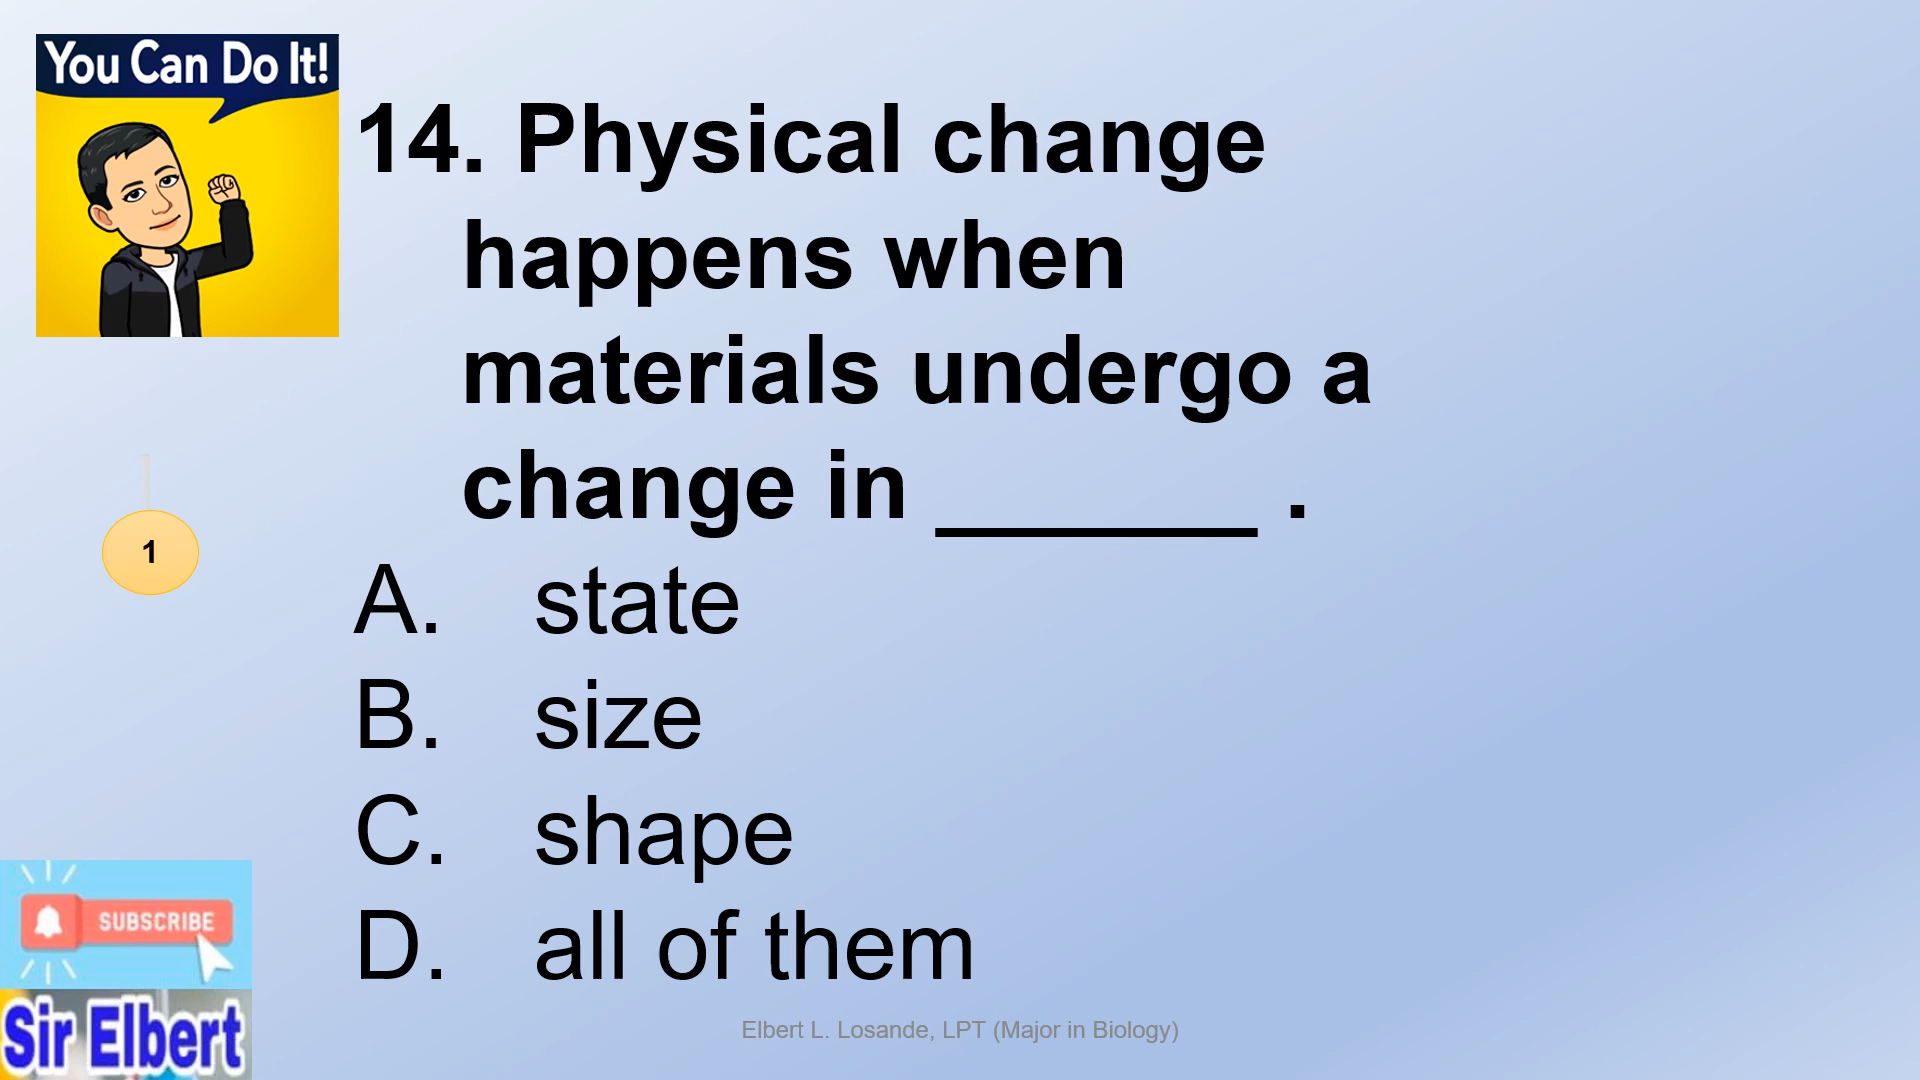 You Can Do It!
14. Physical change
happens when
materials undergo a
change in ______ .
1
A. state
B. size
C. shape
D. all of them
SUBSCRIBE
Sir Elbert
Elbert L. Losande, LPT (Major in Biology)